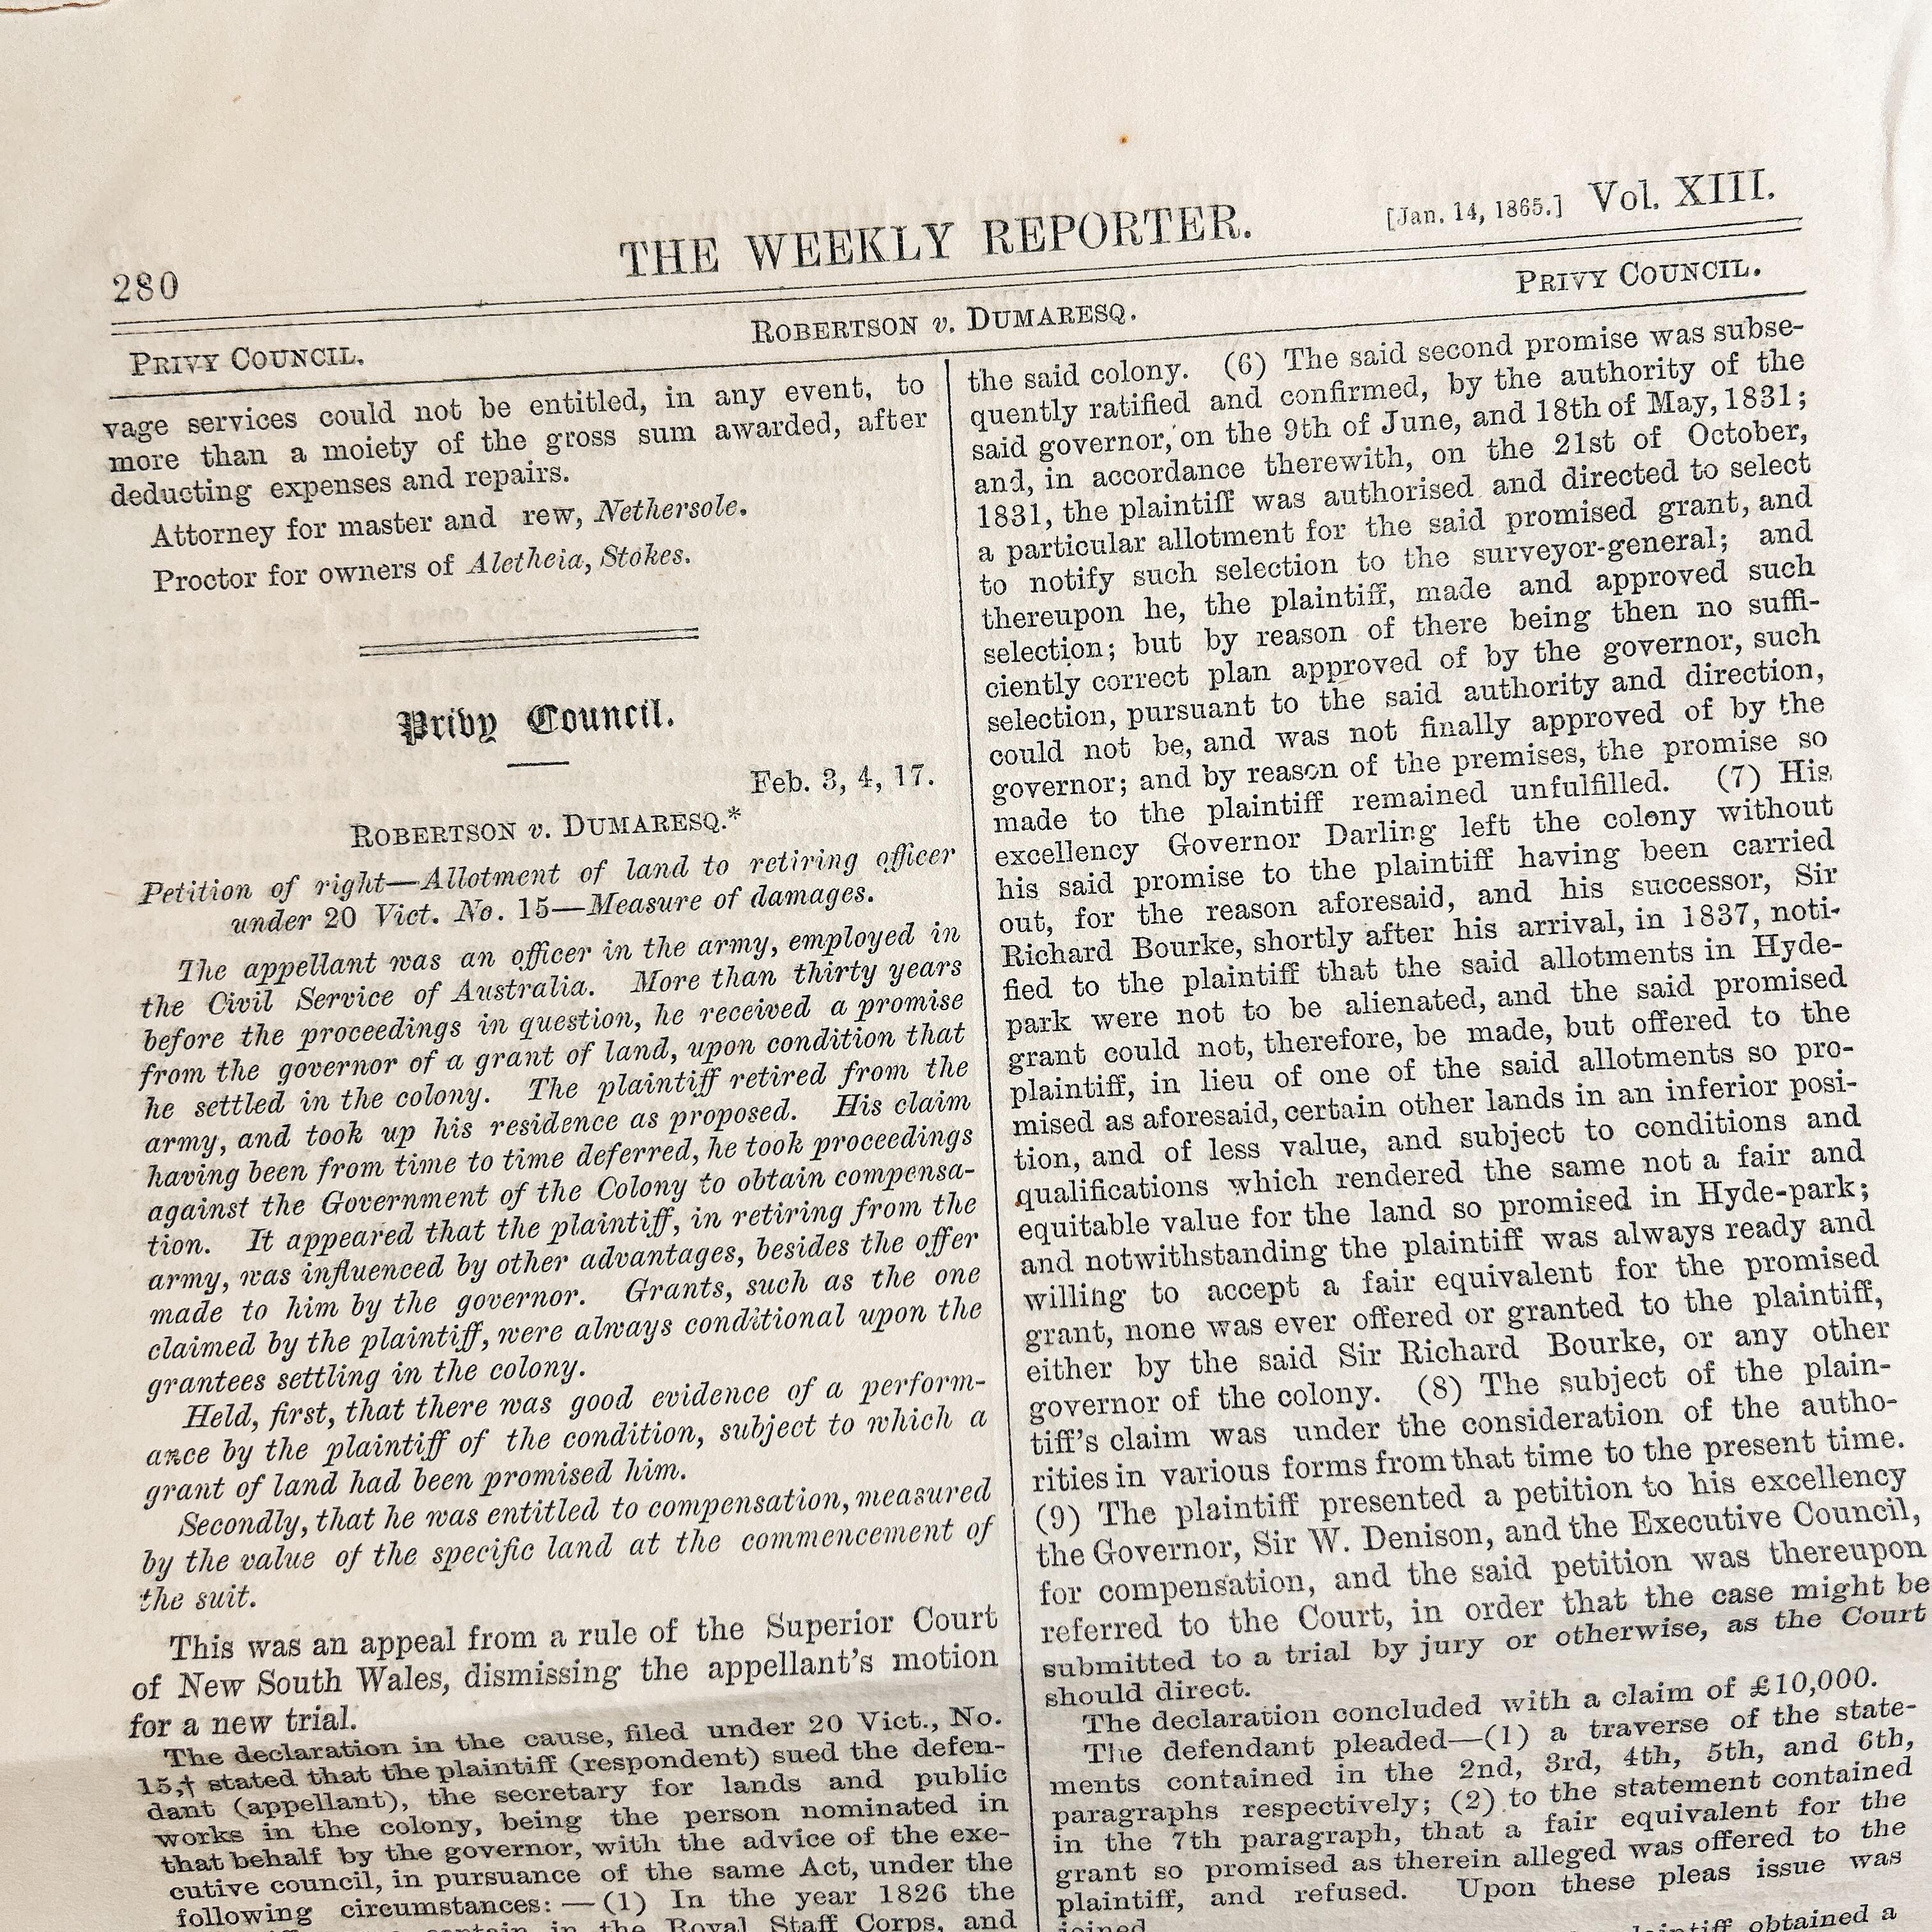 280
THE WEEKLY REPORTER.
[Jan. 14, 1865.] Vol. XIII.
PRIVY COUNCIL.
ROBERTSON v. DUMARESQ.
PRIVY COUNCIL.
vage services could not be entitled, in any event, to
more than a moiety of the gross sum awarded, after
deducting expenses and repairs.
Attorney for master and rew, Nethersole.
Proctor for owners of Aletheia, Stokes.
Privy Council.
Feb. 3, 4, 17.
ROBERTSON v. DUMARESQ.*
Petition of right—Allotment of land to retiring officer
under 20 Vict. No. 15—Measure of damages.
The appellant was an officer in the army, employed in
the Civil Service of Australia. More than thirty years
before the proceedings in question, he received a promise
from the governor of a grant of land, upon condition that
he settled in the colony. The plaintiff retired from the
army, and took up his residence as proposed. His claim
having been from time to time deferred, he took proceedings
against the Government of the Colony to obtain compensa-
tion. It appeared that the plaintiff, in retiring from the
army, was influenced by other advantages, besides the offer
made to him by the governor. Grants, such as the one
claimed by the plaintiff, were always conditional upon the
grantees settling in the colony.
Held, first, that there was good evidence of a perform-
ance by the plaintiff of the condition, subject to which a
grant of land had been promised him.
Secondly, that he was entitled to compensation, measured
by the value of the specific land at the commencement of
the suit.
This was an appeal from a rule of the Superior Court
of New South Wales, dismissing the appellant's motion
for a new trial.
The declaration in the cause, filed under 20 Vict., No.
15,† stated that the plaintiff (respondent) sued the defen-
dant (appellant), the secretary for lands and public
works in the colony, being the person nominated in
that behalf by the governor, with the advice of the exe-
cutive council, in pursuance of the same Act, under the
following circumstances:—(1) In the year 1826 the
in the Royal Staff Corps, and
the said colony. (6) The said second promise was subse-
quently ratified and confirmed, by the authority of the
said governor, on the 9th of June, and 18th of May, 1831;
and, in accordance therewith, on the 21st of October,
1831, the plaintiff was authorised and directed to select
a particular allotment for the said promised grant, and
to notify such selection to the surveyor-general; and
thereupon he, the plaintiff, made and approved such
selection; but by reason of there being then no suffi-
ciently correct plan approved of by the governor, such
selection, pursuant to the said authority and direction,
could not be, and was not finally approved of by the
governor; and by reason of the premises, the promise so
made to the plaintiff remained unfulfilled. (7) His
excellency Governor Darling left the colony without
his said promise to the plaintiff having been carried
out, for the reason aforesaid, and his successor, Sir
Richard Bourke, shortly after his arrival, in 1837, noti-
fied to the plaintiff that the said allotments in Hyde-
park were not to be alienated, and the said promised
grant could not, therefore, be made, but offered to the
plaintiff, in lieu of one of the said allotments so pro-
mised as aforesaid, certain other lands in an inferior posi-
tion, and of less value, and subject to conditions and
qualifications which rendered the same not a fair and
equitable value for the land so promised in Hyde-park;
and notwithstanding the plaintiff was always ready and
willing to accept a fair equivalent for the promised
grant, none was ever offered or granted to the plaintiff,
either by the said Sir Richard Bourke, or any other
governor of the colony. (8) The subject of the plain-
tiff's claim was under the consideration of the autho-
rities in various forms from that time to the present time.
(9) The plaintiff presented a petition to his excellency
the Governor, Sir W. Denison, and the Executive Council,
for compensation, and the said petition was thereupon
referred to the Court, in order that the case might be
submitted to a trial by jury or otherwise, as the Court
should direct.
The declaration concluded with a claim of £10,000.
The defendant pleaded—(1) a traverse of the state-
ments contained in the 2nd, 3rd, 4th, 5th, and 6th,
paragraphs respectively; (2) to the statement contained
in the 7th paragraph, that a fair equivalent for the
grant so promised as therein alleged was offered to the
plaintiff, and refused. Upon these pleas issue was
joined.
plaintiff obtained a